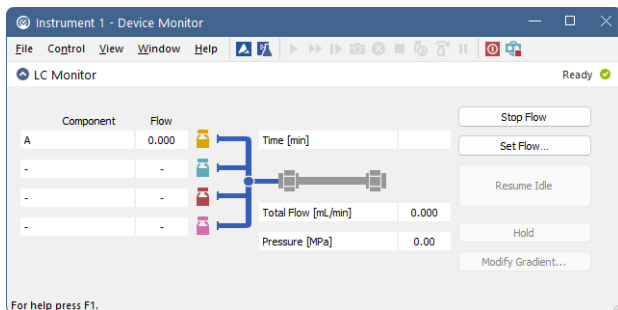 Instrument 1 - Device Monitor
File Control View Window Help
LC Monitor Ready
Component Flow
A 0.000
- -
- -
- -
Time [min]
Total Flow [mL/min] 0.000
Pressure [MPa] 0.00
Stop Flow
Set Flow...
Resume Idle
Hold
Modify Gradient...
For help press F1.